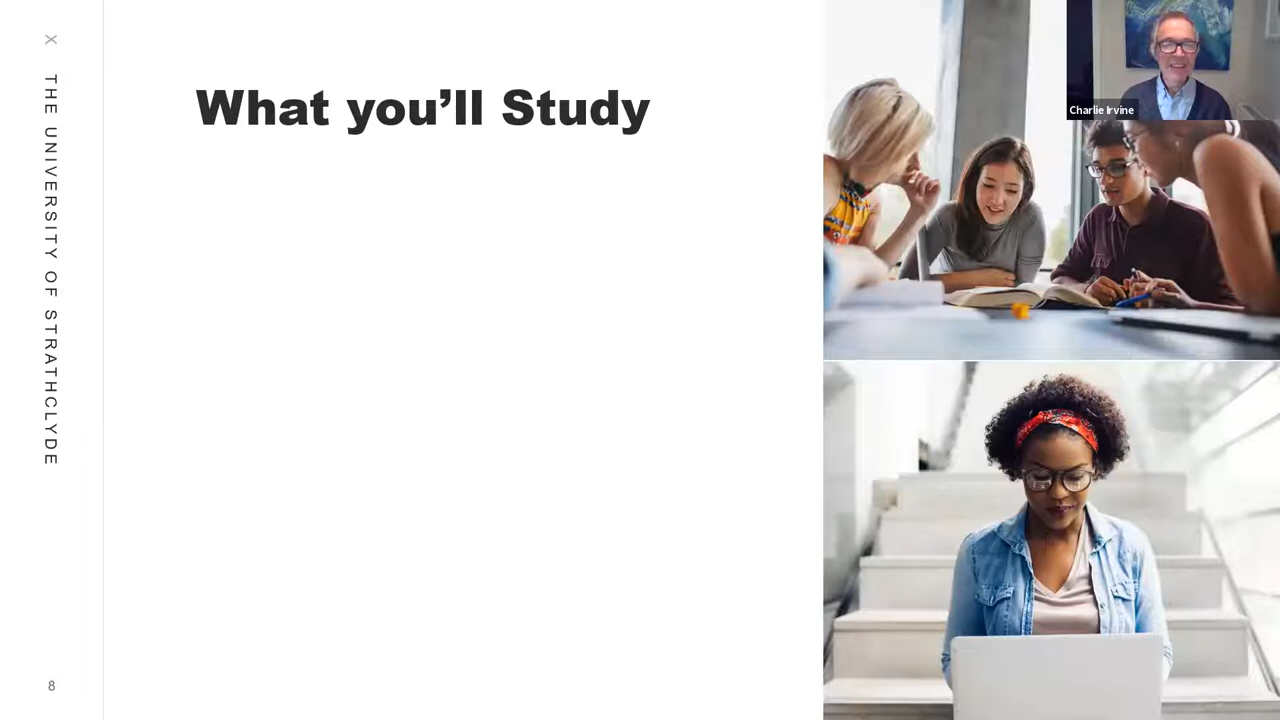 X THE UNIVERSITY OF STRATHCLYDE
What you’ll Study
Charlie Irvine
8